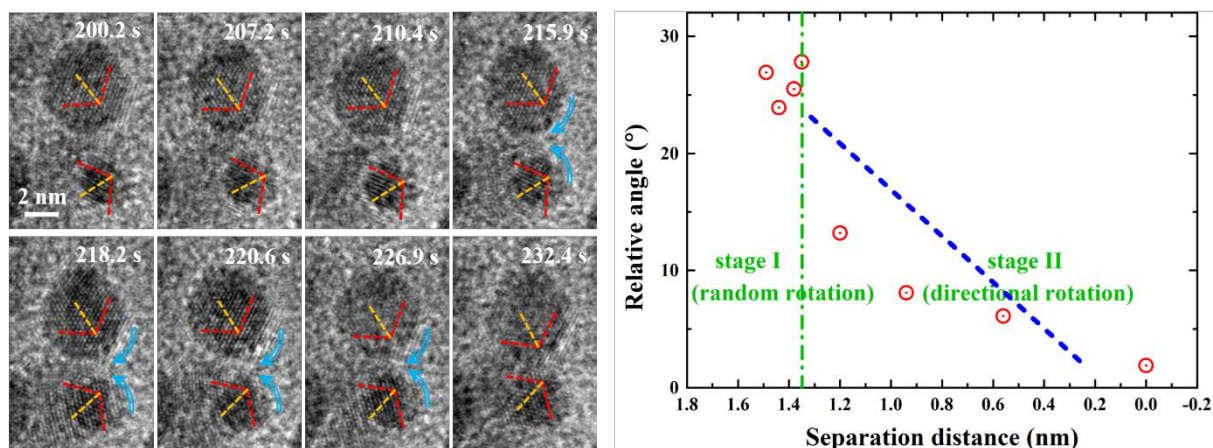 200.2 s
207.2 s
210.4 s
215.9 s
2 nm
218.2 s
220.6 s
226.9 s
232.4 s
Relative angle (°)
30
20
10
0
stage I
(random rotation)
stage II
(directional rotation)
1.8 1.6 1.4 1.2 1.0 0.8 0.6 0.4 0.2 0.0 -0.2
Separation distance (nm)